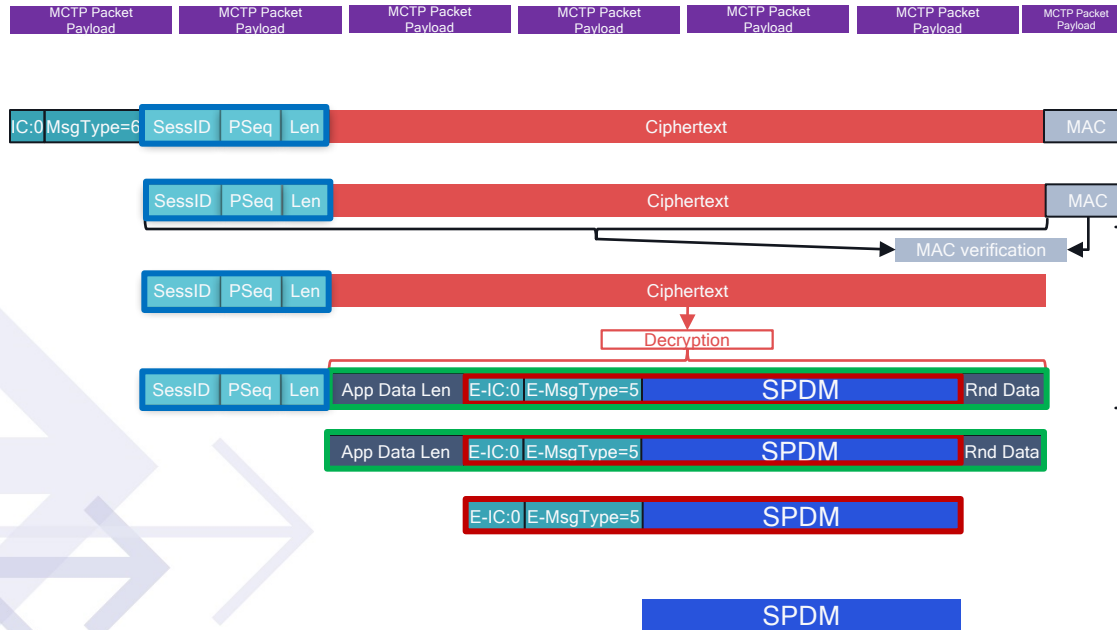 MCTP Packet Payload MCTP Packet Payload MCTP Packet Payload MCTP Packet Payload MCTP Packet Payload MCTP Packet Payload MCTP Packet Payload
IC:0 MsgType=6 SessID PSeq Len Ciphertext MAC
SessID PSeq Len Ciphertext MAC
MAC verification
SessID PSeq Len Ciphertext
Decryption
SessID PSeq Len App Data Len E-IC:0 E-MsgType=5 SPDM Rnd Data
App Data Len E-IC:0 E-MsgType=5 SPDM Rnd Data
E-IC:0 E-MsgType=5 SPDM
SPDM